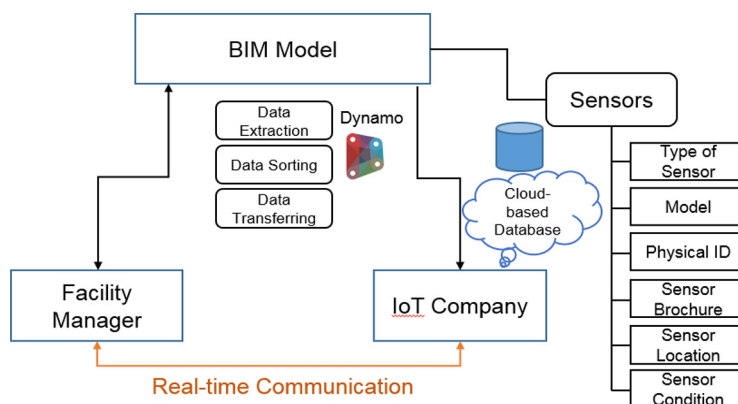 BIM Model
Sensors
Data
Extraction
Dynamo
Data Sorting
Data
Transferring
Cloud-
based
Database
Type of
Sensor
Model
Physical ID
Sensor
Brochure
Sensor
Location
Sensor
Condition
Facility
Manager
IoT Company
Real-time Communication